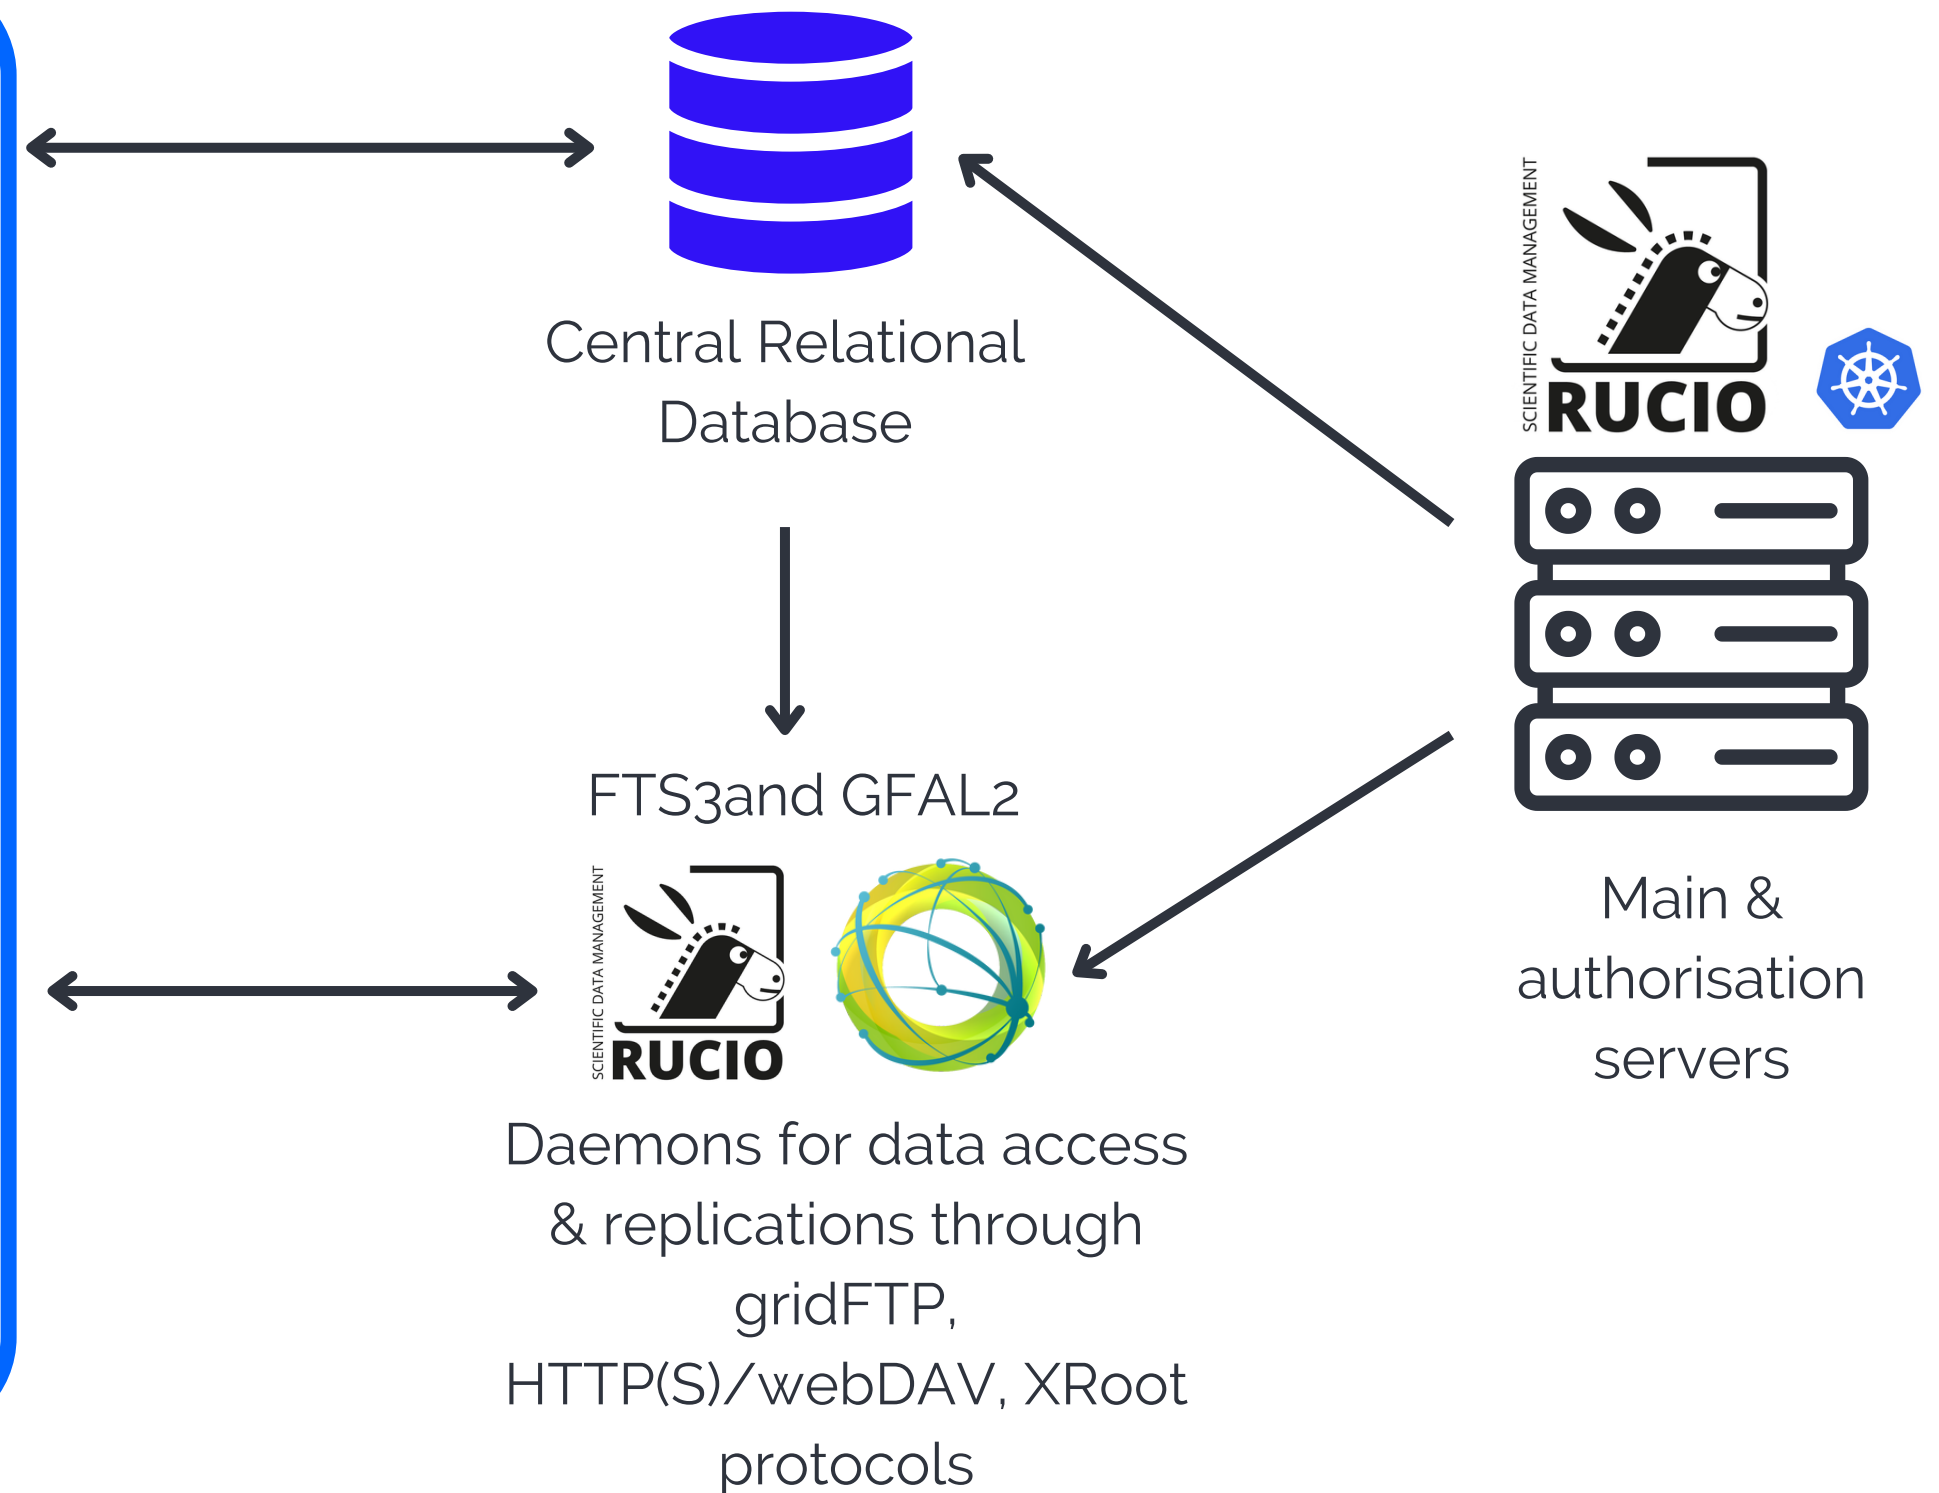 Central Relational
Database
SCIENTIFIC DATA MANAGEMENT
RUCIO
FTS3and GFAL2
SCIENTIFIC DATA MANAGEMENT
RUCIO
Daemons for data access
& replications through
gridFTP,
HTTP(S)/webDAV, XRoot
protocols
Main &
authorisation
servers